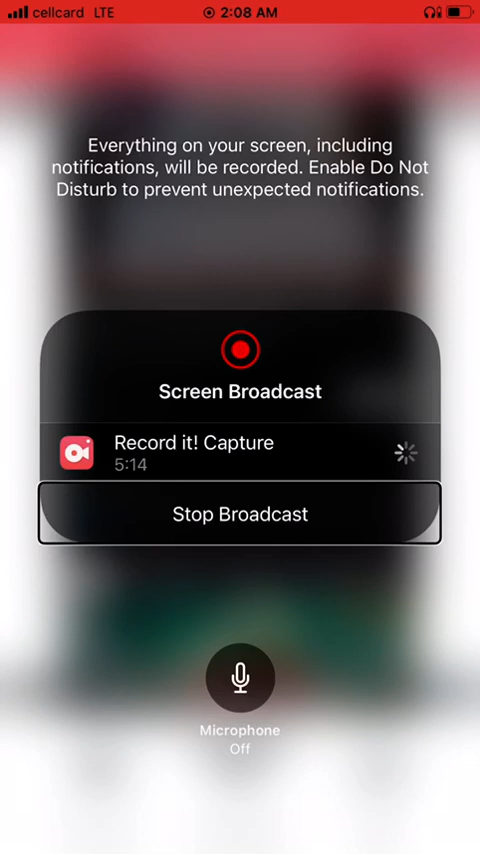 cellcard LTE 2:08 AM
Everything on your screen, including
notifications, will be recorded. Enable Do Not
Disturb to prevent unexpected notifications.
Screen Broadcast
Record it! Capture
5:14
Stop Broadcast
Microphone
Off